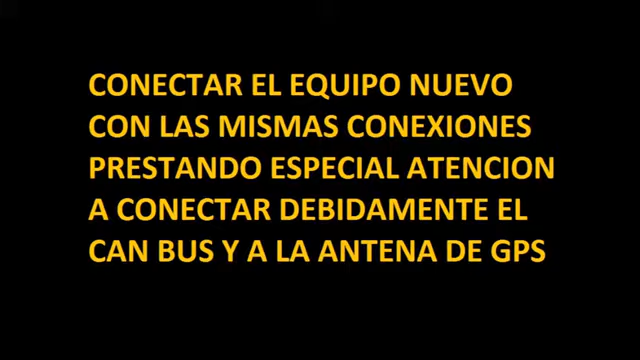 CONECTAR EL EQUIPO NUEVO
CON LAS MISMAS CONEXIONES
PRESTANDO ESPECIAL ATENCION
A CONECTAR DEBIDAMENTE EL
CAN BUS Y A LA ANTENA DE GPS